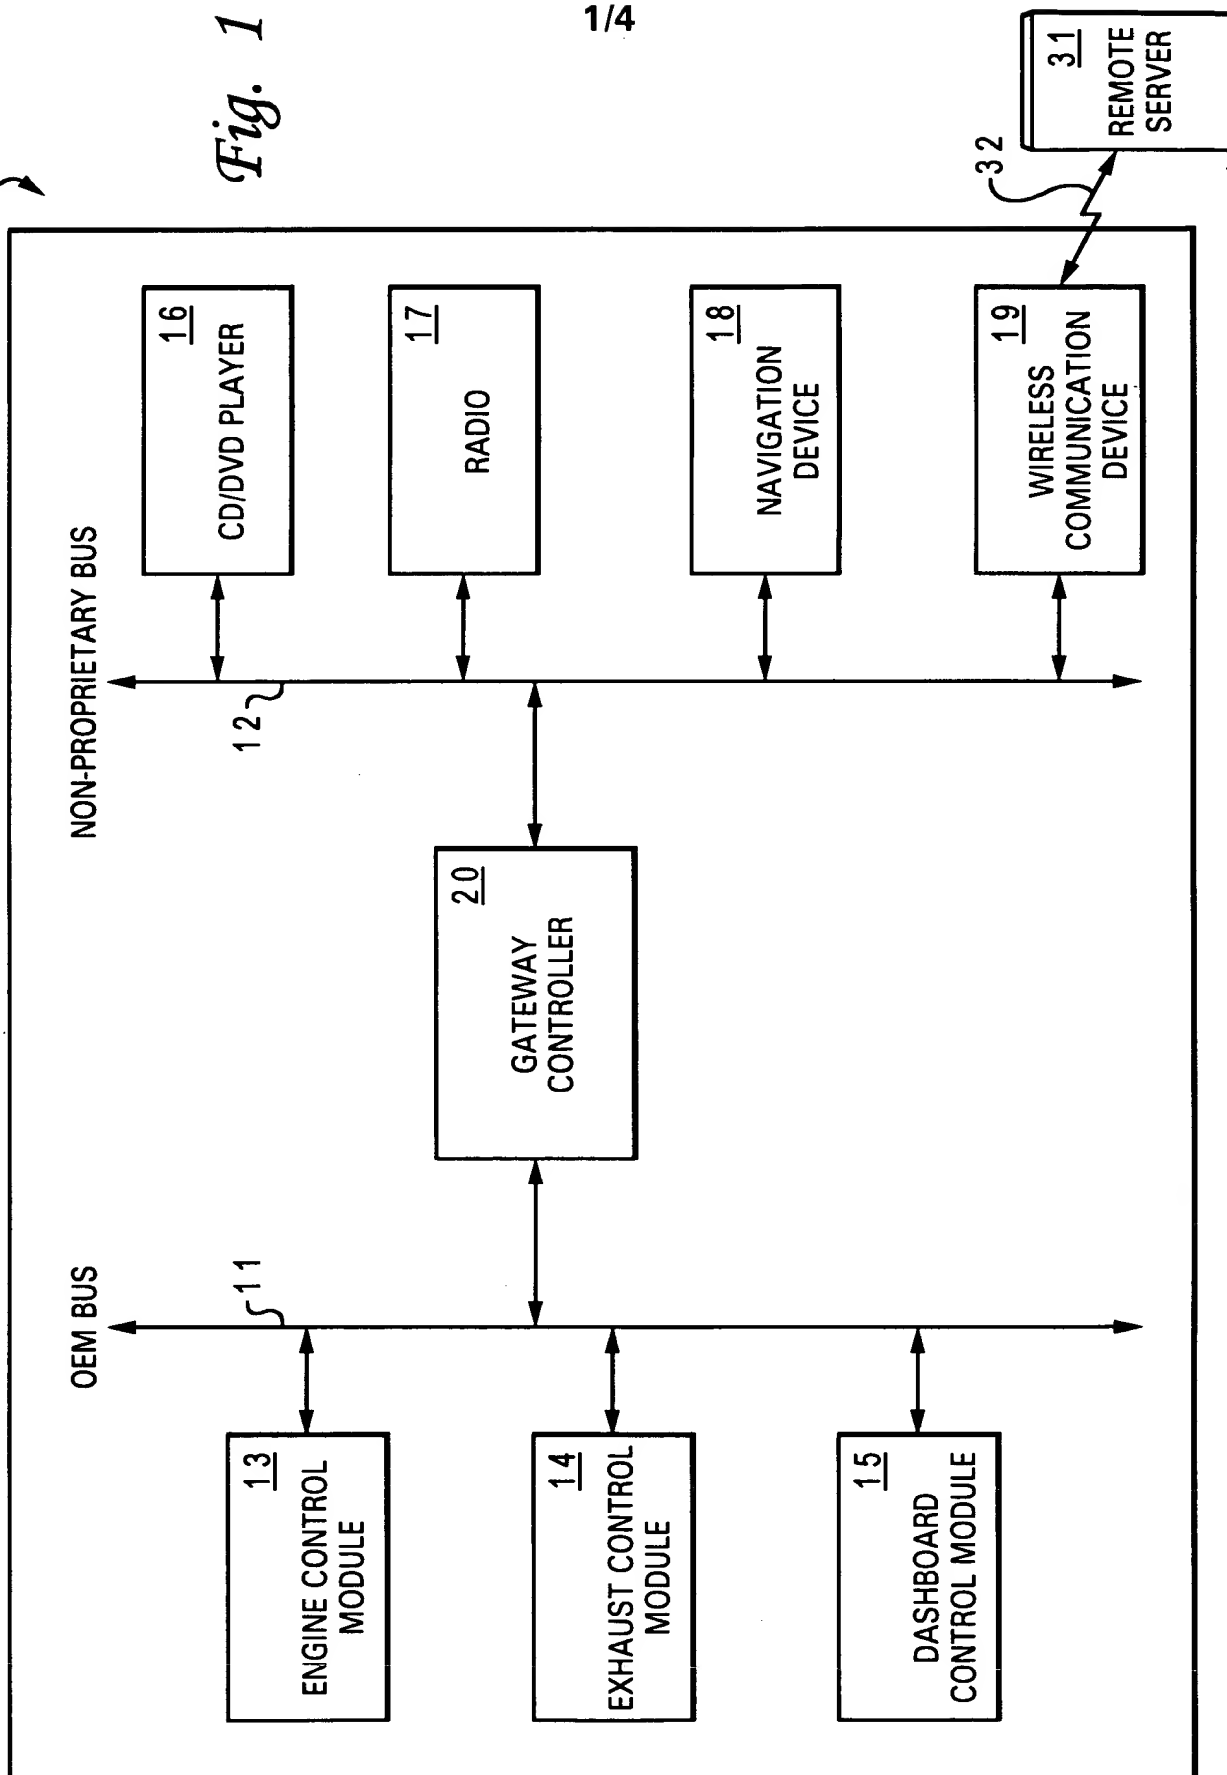 1/4
Fig. 1
OEM BUS
11
NON-PROPRIETARY BUS
12
13
ENGINE CONTROL
MODULE
14
EXHAUST CONTROL
MODULE
15
DASHBOARD
CONTROL MODULE
20
GATEWAY
CONTROLLER
16
CD/DVD PLAYER
17
RADIO
18
NAVIGATION
DEVICE
19
WIRELESS
COMMUNICATION
DEVICE
32
31
REMOTE
SERVER